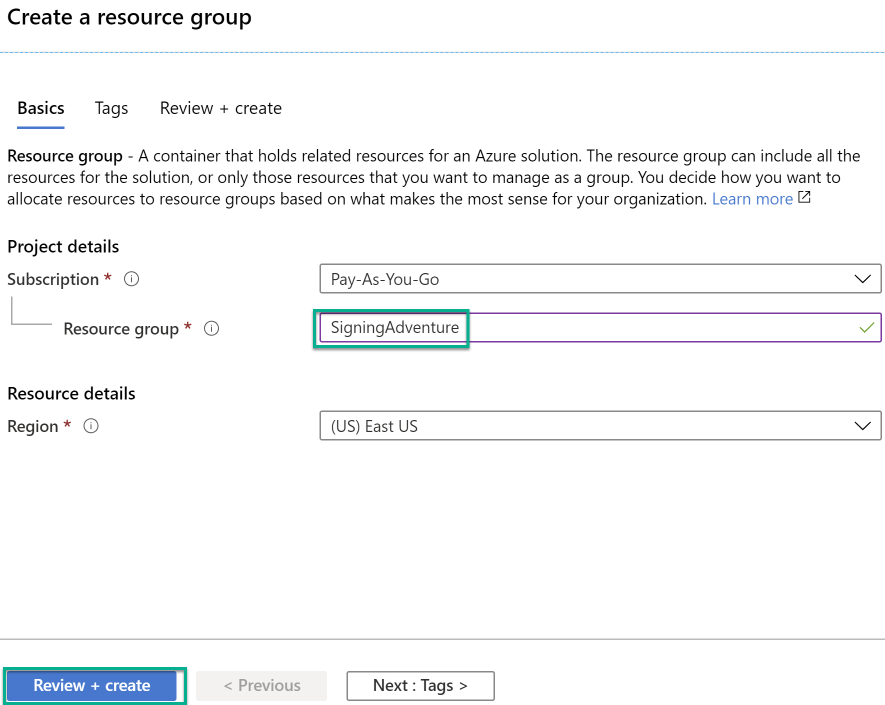 Create a resource group
Basics Tags Review + create
Resource group - A container that holds related resources for an Azure solution. The resource group can include all the
resources for the solution, or only those resources that you want to manage as a group. You decide how you want to
allocate resources to resource groups based on what makes the most sense for your organization. Learn more
Project details
Subscription * Pay-As-You-Go
Resource group * SigningAdventure
Resource details
Region * (US) East US
Review + create < Previous Next : Tags >